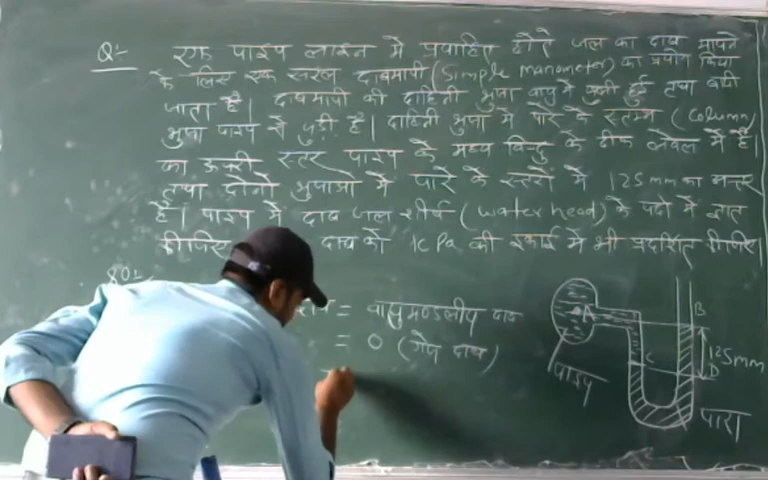 Q:- एक पाइप लाइन में प्रवाहित होते जल का दाब मापने
के लिए एक सरल दाबमापी (Simple manometer) का प्रयोग किया
जाता है। दाबमापी की दाहिनी भुजा वायु में खुली हुई तथा बायीं
भुजा पाइप से जुड़ी है। दाहिनी भुजा में पारे के स्तम्भ (Column)
का ऊपरी स्तर पाइप के मध्य बिन्दु के ठीक लेवल में है।
तथा दोनो भुजाओ में पारे के स्तरों में 125mm का अन्तर
है। पाइप में दाब जल शीर्ष (water head) के पदो में ज्ञात
कीजिए दाब को KPa की इकाई में भी प्रदर्शित कीजिए।
= वायुमण्डलीय दाब
= 0 (गेज दाब)
A
B
C
D
125mm
पाइप
पारा